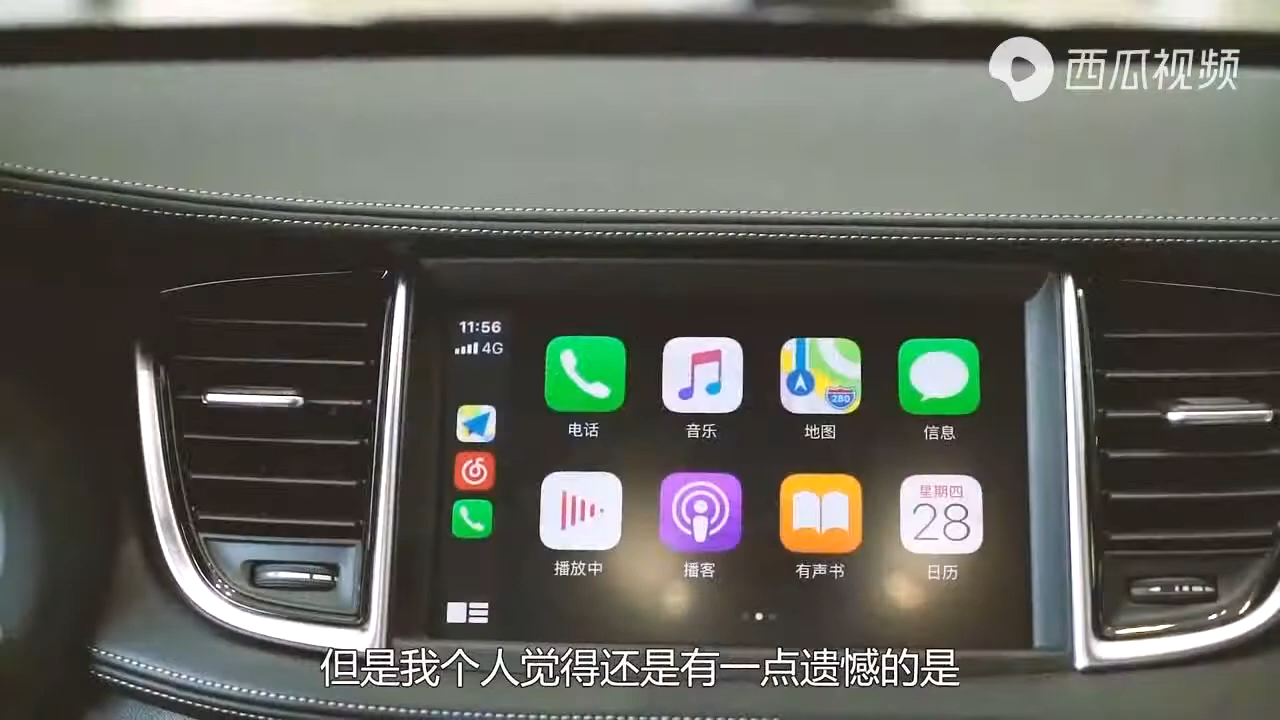 西瓜视频
11:56
4G
280
电话
音乐
地图
信息
星期四
28
播放中
播客
有声书
日历
但是我个人觉得还是有一点遗憾的是